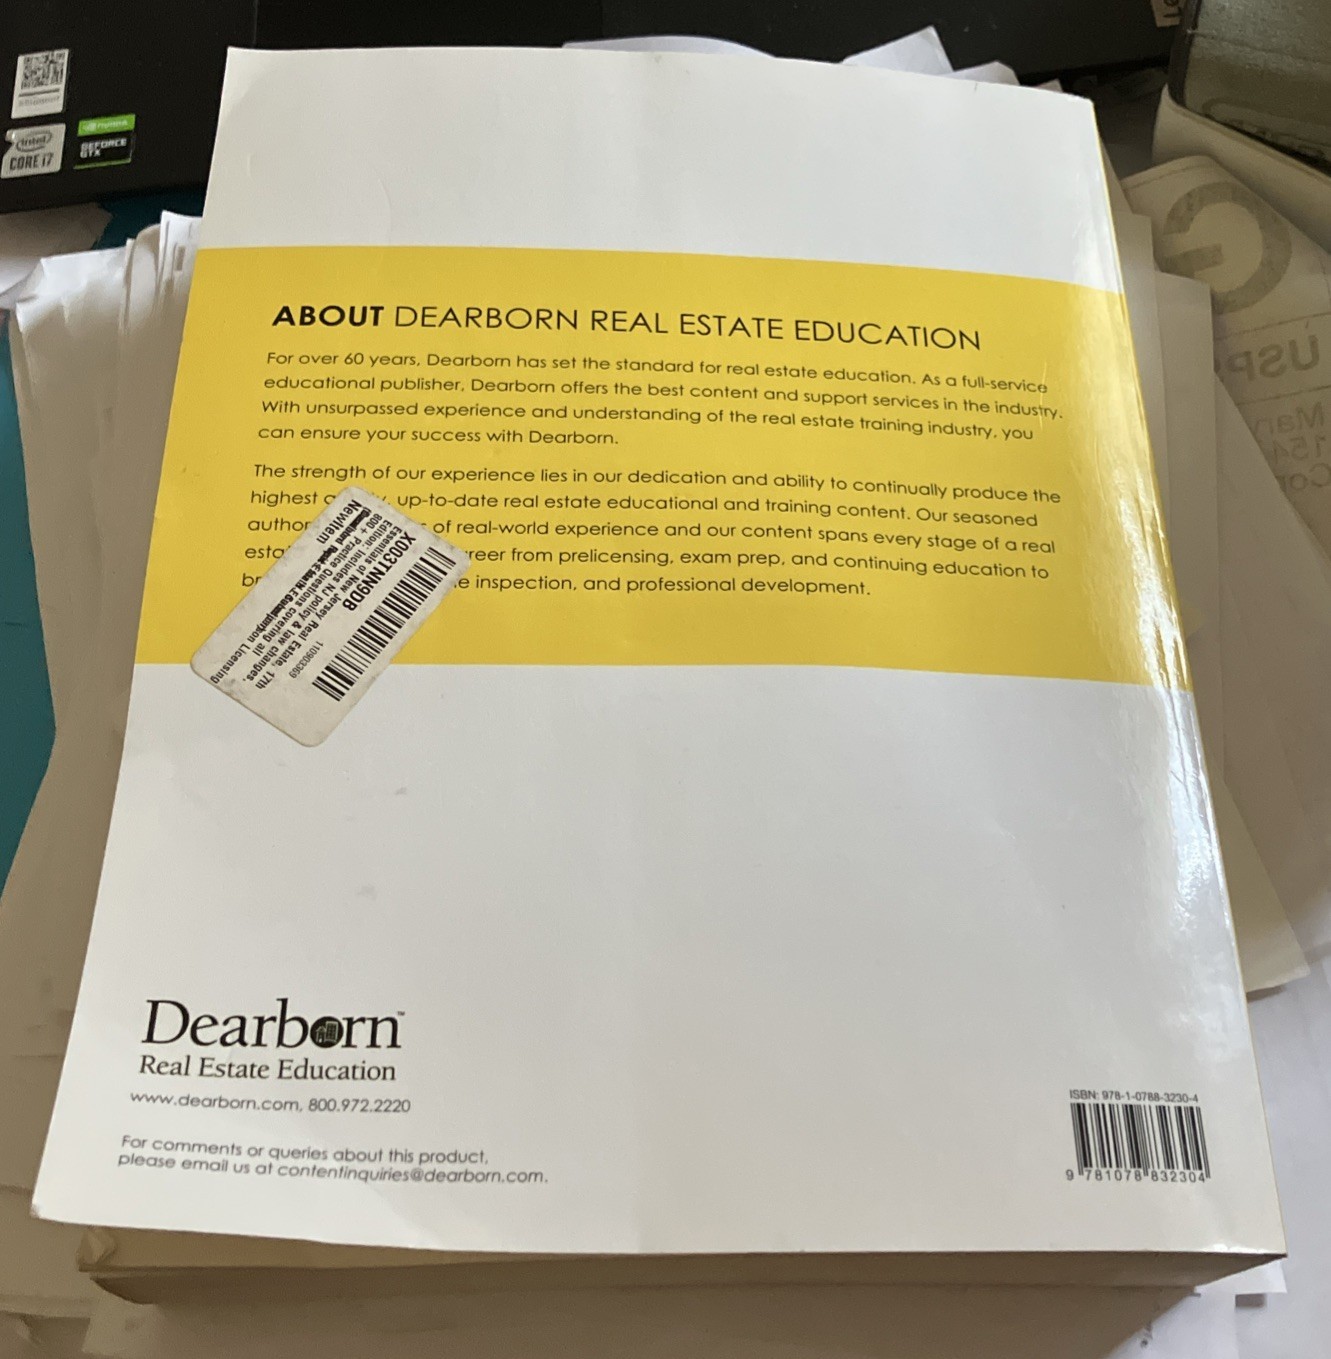 intel
CORE i7
NVIDIA
GEFORCE
GTX
ABOUT DEARBORN REAL ESTATE EDUCATION
For over 60 years, Dearborn has set the standard for real estate education. As a full-service
educational publisher, Dearborn offers the best content and support services in the industry.
With unsurpassed experience and understanding of the real estate training industry, you
can ensure your success with Dearborn.
The strength of our experience lies in our dedication and ability to continually produce the
highest up-to-date real estate educational and training content. Our seasoned
of real-world experience and our content spans every stage of a real
from prelicensing, exam prep, and continuing education to
inspection, and professional development.
X003TNN9DB
Essentials of New Jersey Real Estate, 17th
Edition: Includes NJ policy & law changes,
800 + Practice Questions covering all
Licensing
NewItem
110903369
Dearborn™
Real Estate Education
www.dearborn.com, 800.972.2220
For comments or queries about this product,
please email us at contentinquiries@dearborn.com.
ISBN: 978-1-0788-3230-4
9 781078 832304
G
USP